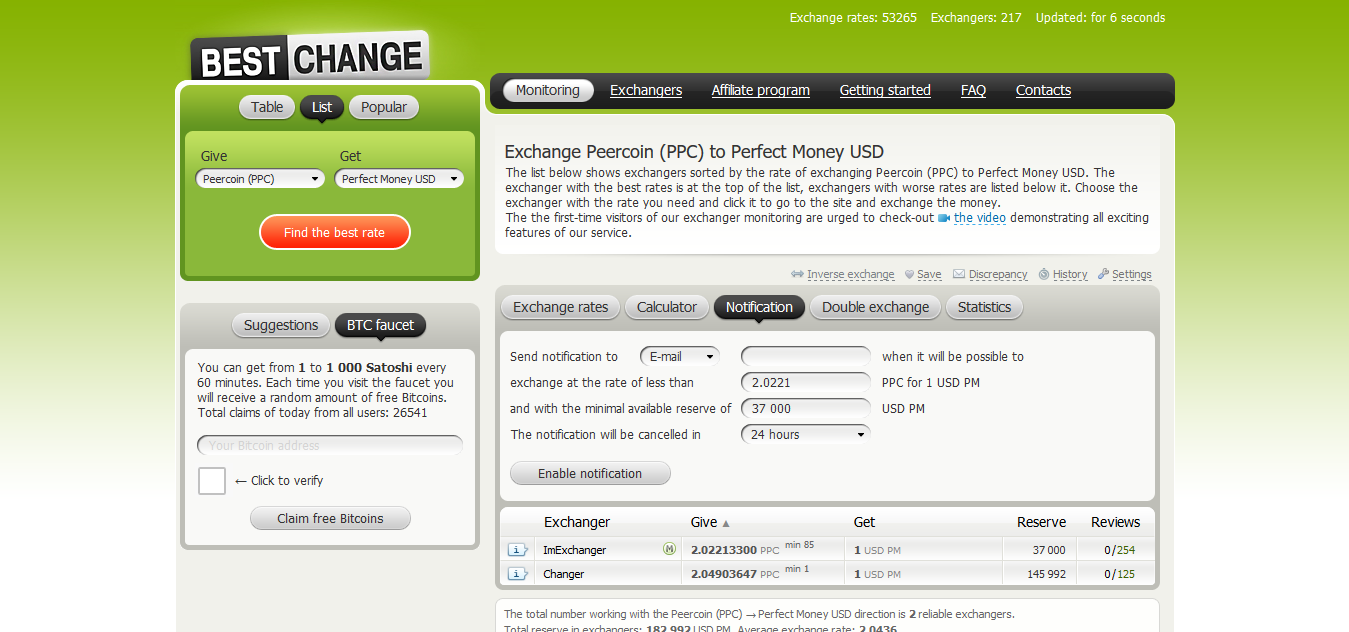 Exchange rates: 53265 Exchangers: 217 Updated: for 6 seconds
BEST CHANGE
Monitoring Exchangers Affiliate program Getting started FAQ Contacts
Table List Popular
Give Get
Peercoin (PPC) Perfect Money USD
Find the best rate
Suggestions BTC faucet
You can get from 1 to 1 000 Satoshi every
60 minutes. Each time you visit the faucet you
will receive a random amount of free Bitcoins.
Total claims of today from all users: 26541
Your Bitcoin address
← Click to verify
Claim free Bitcoins
Exchange Peercoin (PPC) to Perfect Money USD
The list below shows exchangers sorted by the rate of exchanging Peercoin (PPC) to Perfect Money USD. The
exchanger with the best rates is at the top of the list, exchangers with worse rates are listed below it. Choose the
exchanger with the rate you need and click it to go to the site and exchange the money.
The the first-time visitors of our exchanger monitoring are urged to check-out the video demonstrating all exciting
features of our service.
Inverse exchange Save Discrepancy History Settings
Exchange rates Calculator Notification Double exchange Statistics
Send notification to E-mail when it will be possible to
exchange at the rate of less than 2.0221 PPC for 1 USD PM
and with the minimal available reserve of 37 000 USD PM
The notification will be cancelled in 24 hours
Enable notification
Exchanger Give ▲ Get Reserve Reviews
i ImExchanger M 2.02213300 PPC min 85 1 USD PM 37 000 0/254
i Changer 2.04903647 PPC min 1 1 USD PM 145 992 0/125
The total number working with the Peercoin (PPC) → Perfect Money USD direction is 2 reliable exchangers.
Total reserve in exchangers: 182 992 USD PM. Average exchange rate: 2.0436